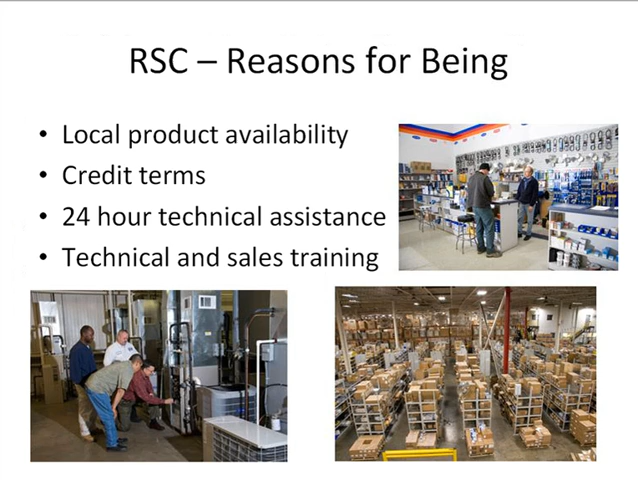 RSC – Reasons for Being
• Local product availability
• Credit terms
• 24 hour technical assistance
• Technical and sales training